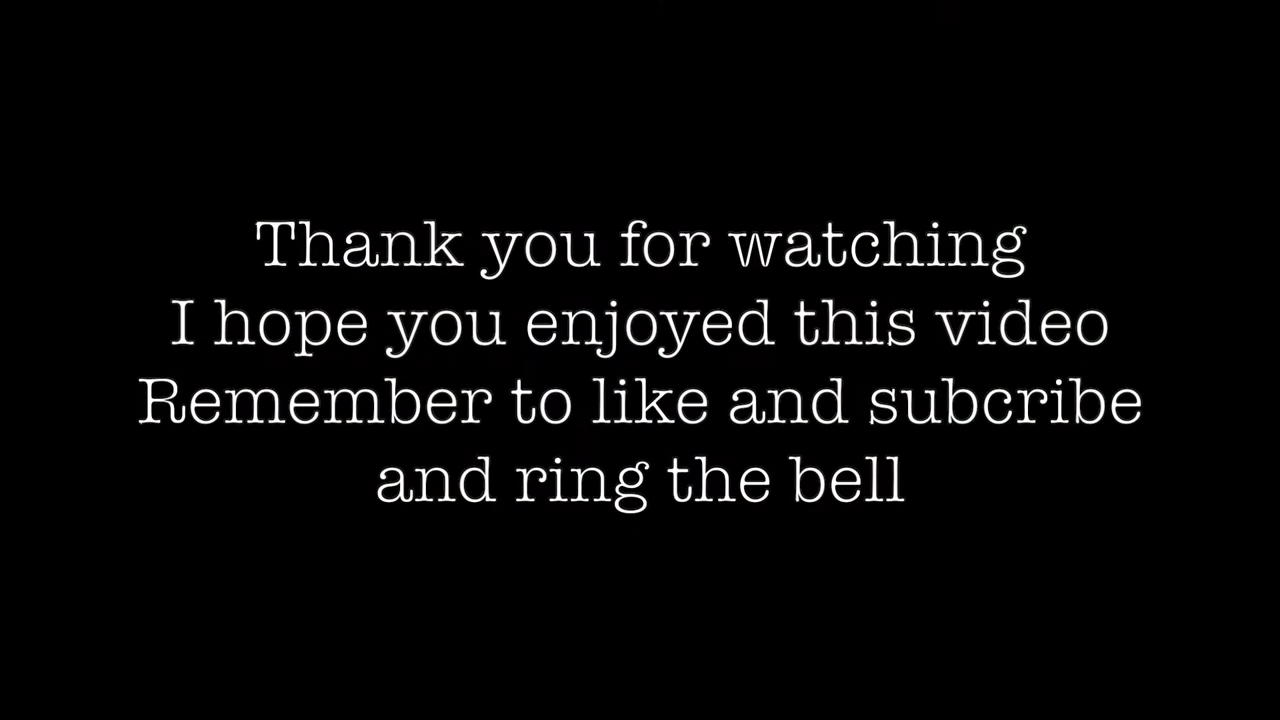 Thank you for watching
I hope you enjoyed this video
Remember to like and subcribe
and ring the bell